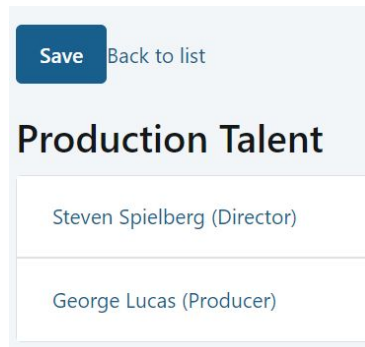 Save Back to list
Production Talent
Steven Spielberg (Director)
George Lucas (Producer)